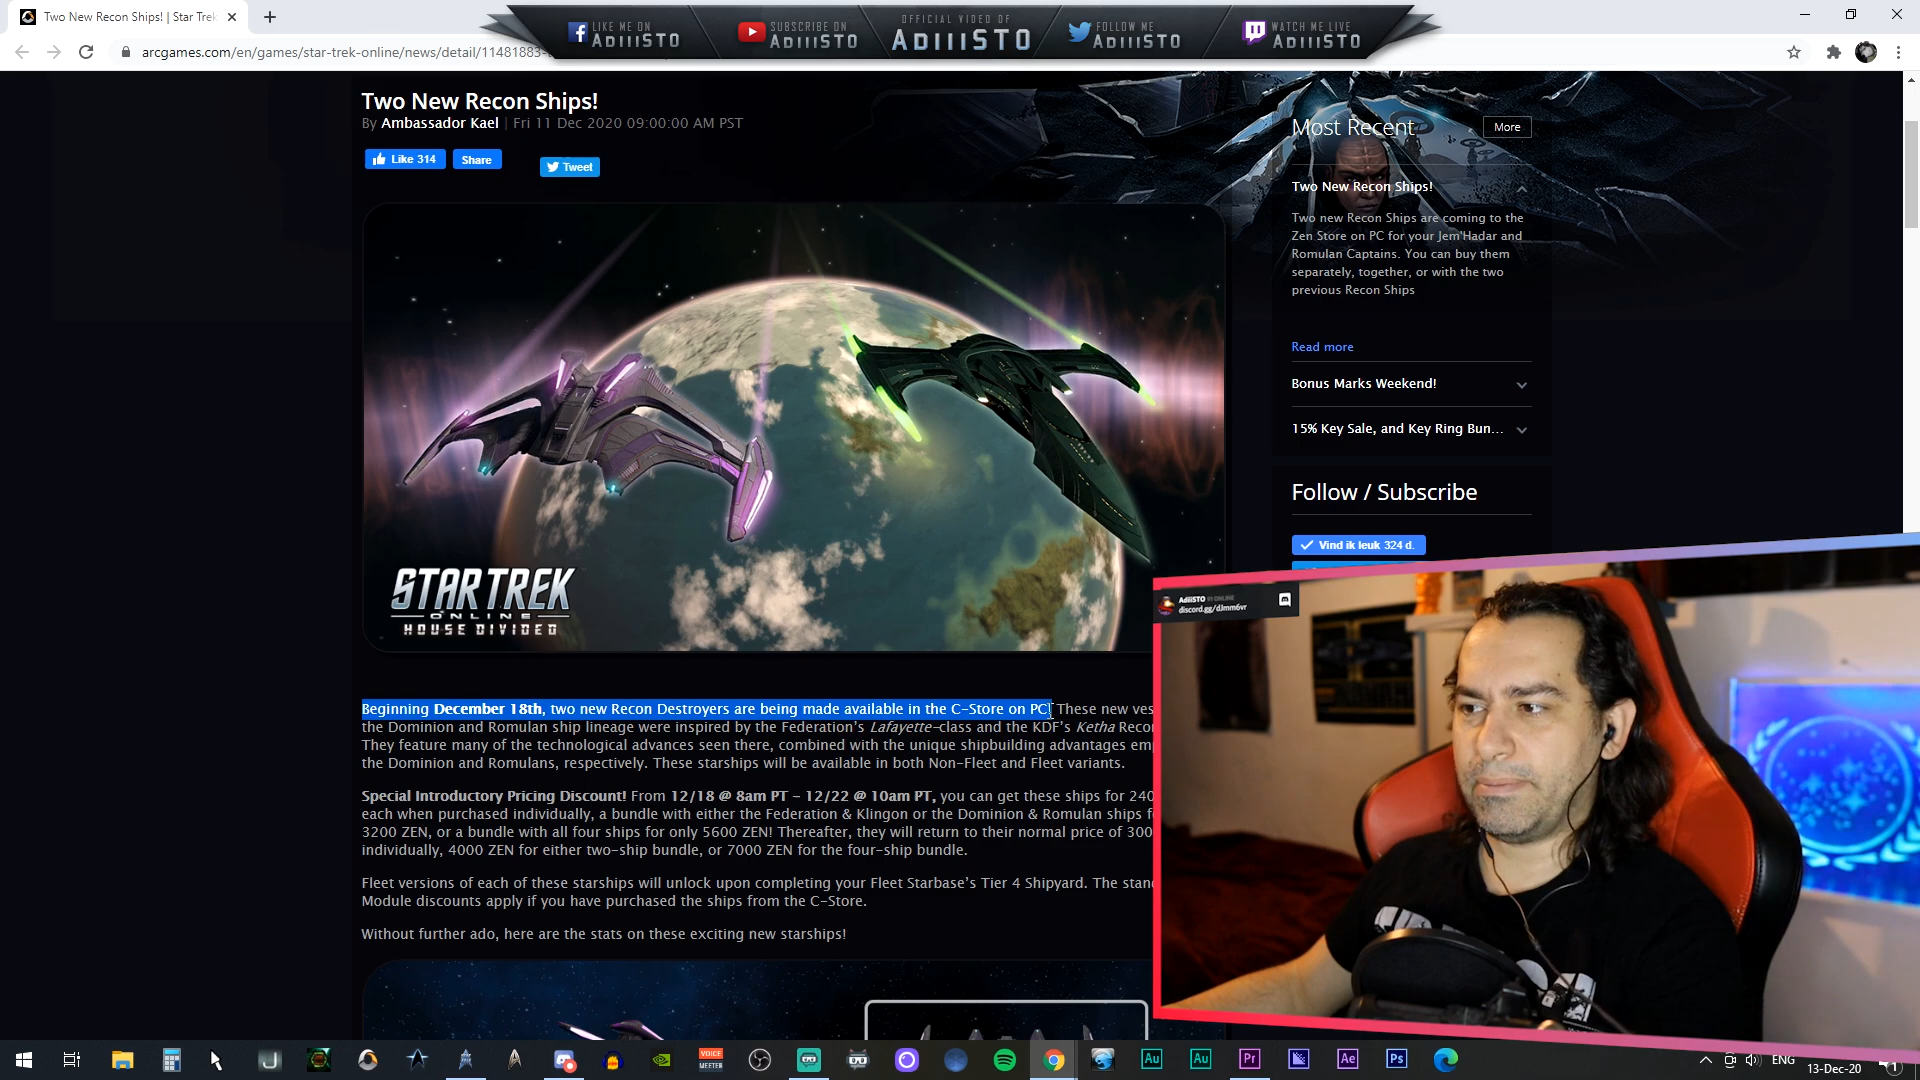 Two New Recon Ships! | Star Trek
LIKE ME ON
ADIIISTO
SUBSCRIBE ON
ADIIISTO
OFFICIAL VIDEO OF
ADIIISTO
FOLLOW ME
ADIIISTO
WATCH ME LIVE
ADIIISTO
arcgames.com/en/games/star-trek-online/news/detail/11481883-
Two New Recon Ships!
By Ambassador Kael | Fri 11 Dec 2020 09:00:00 AM PST
Like 314
Share
Tweet
STAR TREK
ONLINE
HOUSE DIVIDED
Beginning December 18th, two new Recon Destroyers are being made available in the C-Store on PC! These new ves
the Dominion and Romulan ship lineage were inspired by the Federation's Lafayette-class and the KDF's Ketha Recon
They feature many of the technological advances seen there, combined with the unique shipbuilding advantages emp
the Dominion and Romulans, respectively. These starships will be available in both Non-Fleet and Fleet variants.
Special Introductory Pricing Discount! From 12/18 @ 8am PT - 12/22 @ 10am PT, you can get these ships for 240
each when purchased individually, a bundle with either the Federation & Klingon or the Dominion & Romulan ships f
3200 ZEN, or a bundle with all four ships for only 5600 ZEN! Thereafter, they will return to their normal price of 300
individually, 4000 ZEN for either two-ship bundle, or 7000 ZEN for the four-ship bundle.
Fleet versions of each of these starships will unlock upon completing your Fleet Starbase's Tier 4 Shipyard. The stand
Module discounts apply if you have purchased the ships from the C-Store.
Without further ado, here are the stats on these exciting new starships!
Most Recent
More
Two New Recon Ships!
Two new Recon Ships are coming to the
Zen Store on PC for your Jem'Hadar and
Romulan Captains. You can buy them
separately, together, or with the two
previous Recon Ships
Read more
Bonus Marks Weekend!
15% Key Sale, and Key Ring Bun...
Follow / Subscribe
Vind ik leuk 324 d.
AdiiiSTO 91 ONLINE
discord.gg/dJmm6vr
VOICE
MEETER
Au
Au
Pr
Ae
Ps
ENG
13-Dec-20
1